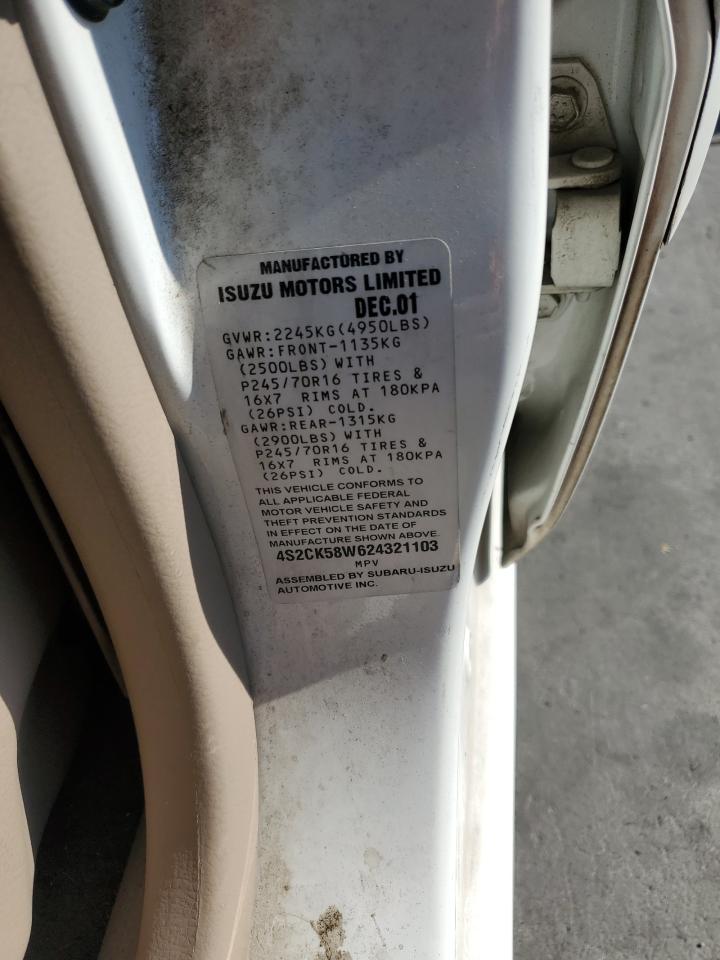 MANUFACTURED BY
ISUZU MOTORS LIMITED
DEC.01
GVWR:2245KG(4950LBS)
GAWR:FRONT-1135KG
(2500LBS) WITH
P245/70R16 TIRES &
16X7 RIMS AT 180KPA
(26PSI) COLD.
GAWR:REAR-1315KG
(2900LBS) WITH
P245/70R16 TIRES &
16X7 RIMS AT 180KPA
(26PSI) COLD.
THIS VEHICLE CONFORMS TO
ALL APPLICABLE FEDERAL
MOTOR VEHICLE SAFETY AND
THEFT PREVENTION STANDARDS
IN EFFECT ON THE DATE OF
MANUFACTURE SHOWN ABOVE.
4S2CK58W624321103
MPV
ASSEMBLED BY SUBARU-ISUZU
AUTOMOTIVE INC.